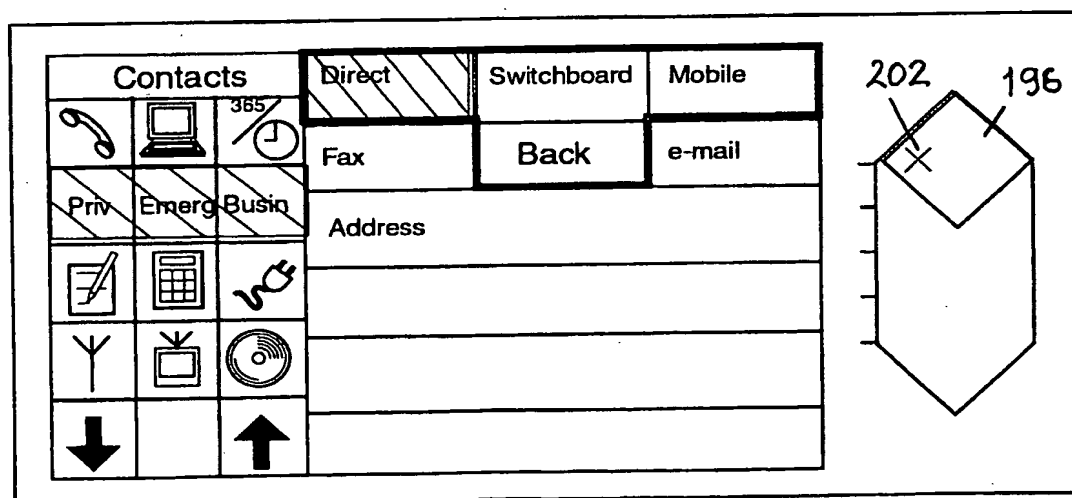 Contacts
365
Priv Emerg Busin
Direct Switchboard Mobile
Fax Back e-mail
Address
202
196